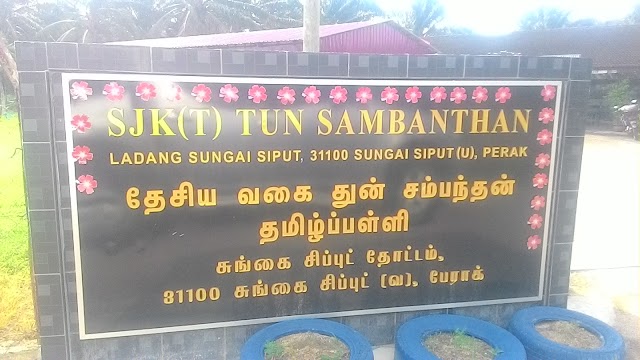 SJK(T) TUN SAMBANTHAN
LADANG SUNGAI SIPUT, 31100 SUNGAI SIPUT (U), PERAK
தேசிய வகை துன் சம்பந்தன்
தமிழ்ப்பள்ளி
சுங்கை சிப்புட் தோட்டம்,
31100 சுங்கை சிப்புட் (வ), பேராக்